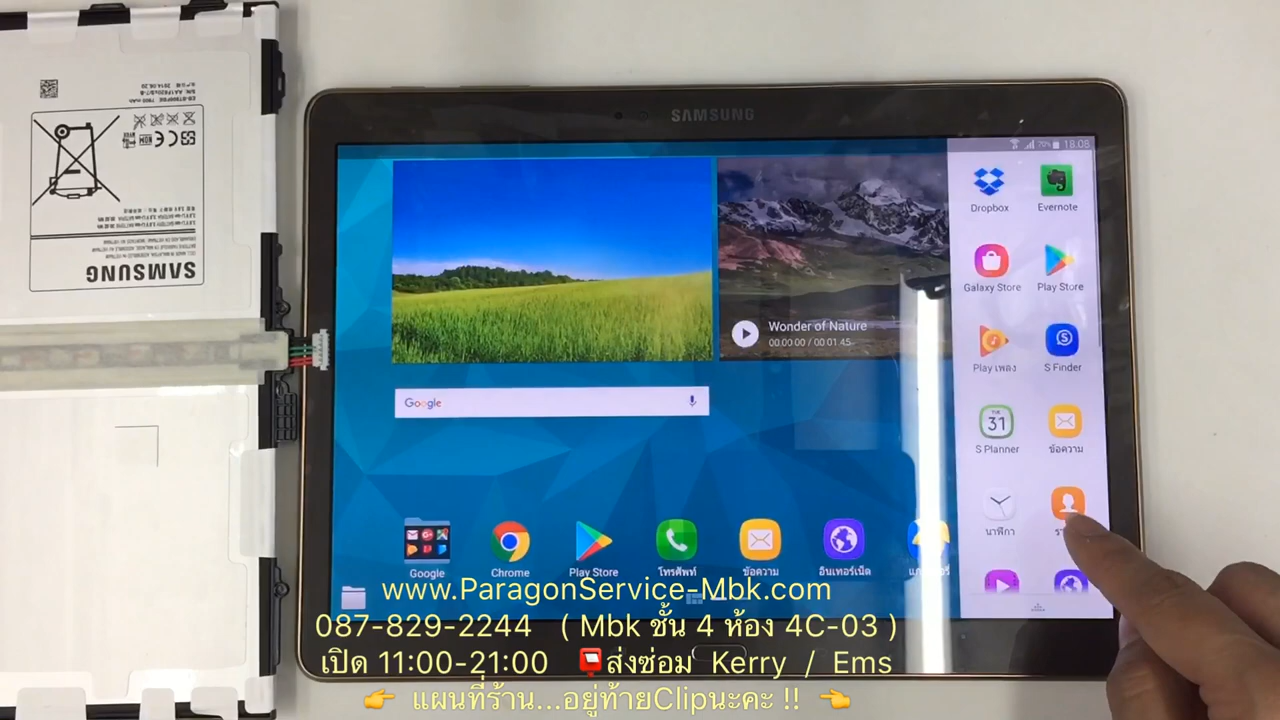 SAMSUNG
70% 18:08
Dropbox
Evernote
Galaxy Store
Play Store
Play เพลง
S Finder
TUE
31
S Planner
ข้อความ
นาฬิกา
Wonder of Nature
00:00:00 / 00:01:45
Google
Google
Chrome
Play Store
โทรศัพท์
ข้อความ
อินเทอร์เน็ต
SAMSUNG
www.ParagonService-Mbk.com
087-829-2244 ( Mbk ชั้น 4 ห้อง 4C-03 )
เปิด 11:00-21:00 📮ส่งซ่อม Kerry / Ems
👉 แผนที่ร้าน...อยู่ท้ายClipนะคะ !! 👈